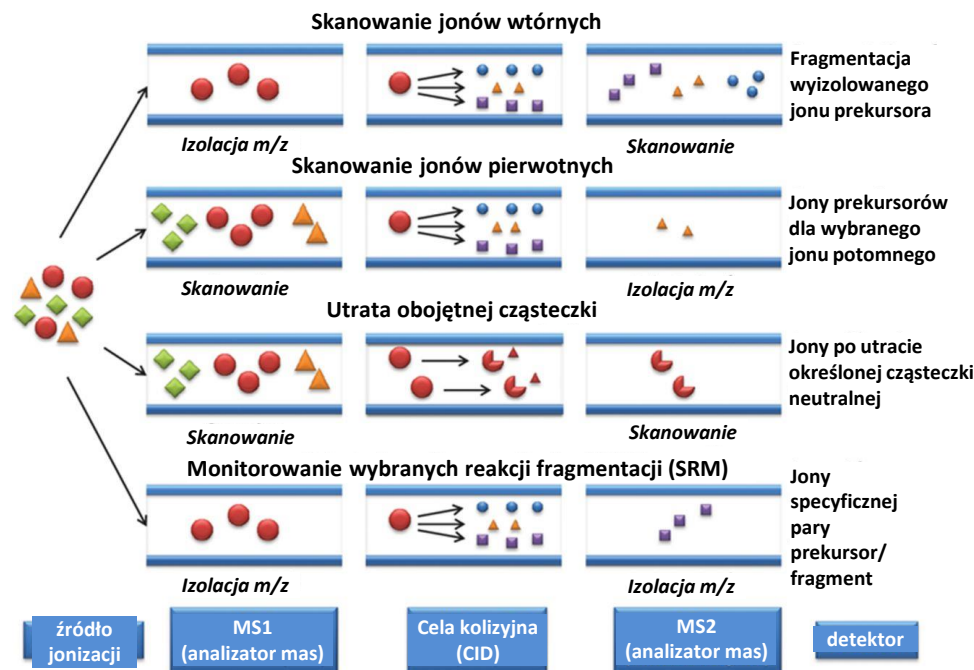 Skanowanie jonów wtórnych
Fragmentacja
wyizolowanego
jonu prekursora
Izolacja m/z
Skanowanie
Skanowanie jonów pierwotnych
Jony prekursorów
dla wybranego
jonu potomnego
Skanowanie
Izolacja m/z
Utrata obojętnej cząsteczki
Jony po utracie
określonej cząsteczki
neutralnej
Skanowanie
Skanowanie
Monitorowanie wybranych reakcji fragmentacji (SRM)
Jony
specyficznej
pary
prekursor/
fragment
Izolacja m/z
Izolacja m/z
źródło
jonizacji
MS1
(analizator mas)
Cela kolizyjna
(CID)
MS2
(analizator mas)
detektor